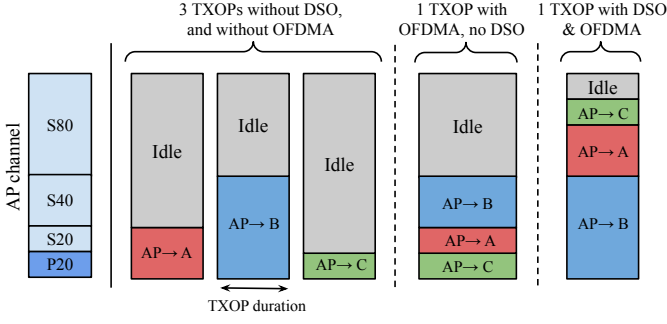 3 TXOPs without DSO,
and without OFDMA
1 TXOP with
OFDMA, no DSO
1 TXOP with DSO
& OFDMA
AP channel
S80
S40
S20
P20
Idle
AP→ A
Idle
AP→ B
Idle
AP→ C
TXOP duration
Idle
AP→ B
AP→ A
AP→ C
Idle
AP→ C
AP→ A
AP→ B